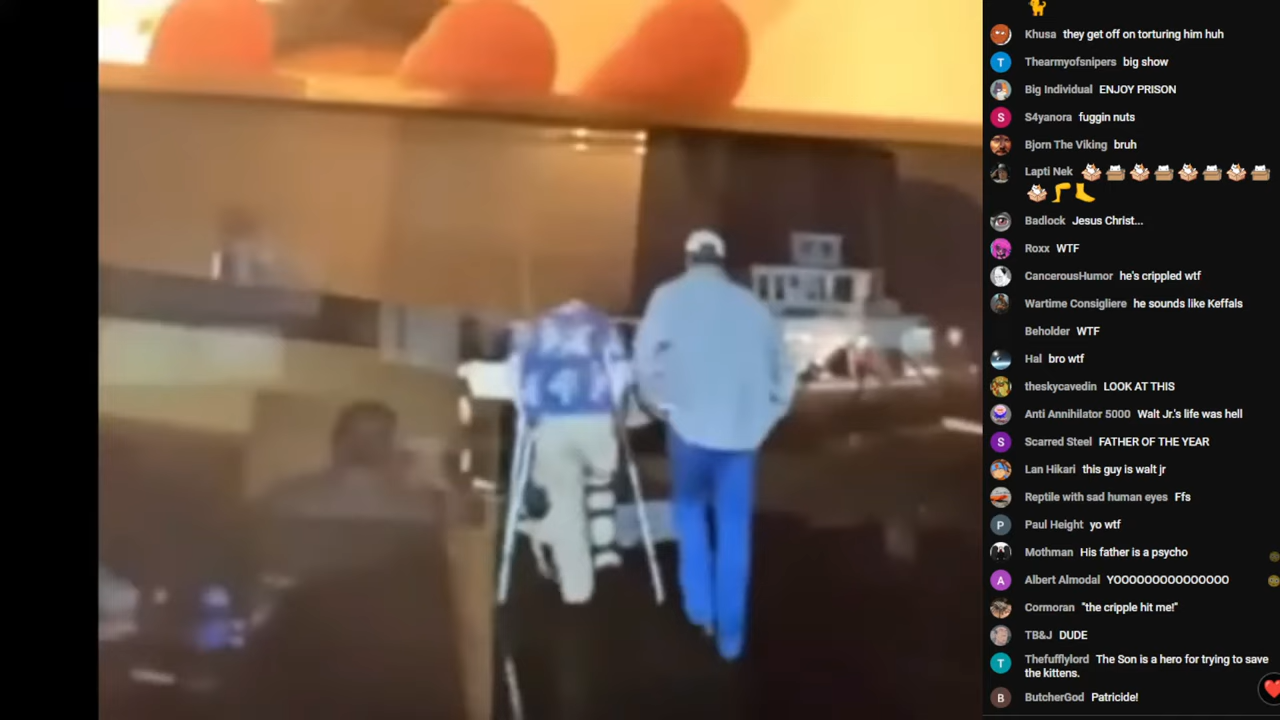 Khusa they get off on torturing him huh
Thearmyofsnipers big show
Big Individual ENJOY PRISON
S4yanora fuggin nuts
Bjorn The Viking bruh
Lapti Nek
Badlock Jesus Christ...
Roxx WTF
CancerousHumor he's crippled wtf
Wartime Consigliere he sounds like Keffals
Beholder WTF
Hal bro wtf
theskycavedin LOOK AT THIS
Anti Annihilator 5000 Walt Jr.'s life was hell
S Scarred Steel FATHER OF THE YEAR
Lan Hikari this guy is walt jr
Reptile with sad human eyes Ffs
P Paul Height yo wtf
Mothman His father is a psycho
A Albert Almodal YOOOOOOOOOOOOOOO
Cormoran "the cripple hit me!"
TB&J DUDE
T Thefufflylord The Son is a hero for trying to save
the kittens.
B ButcherGod Patricide!